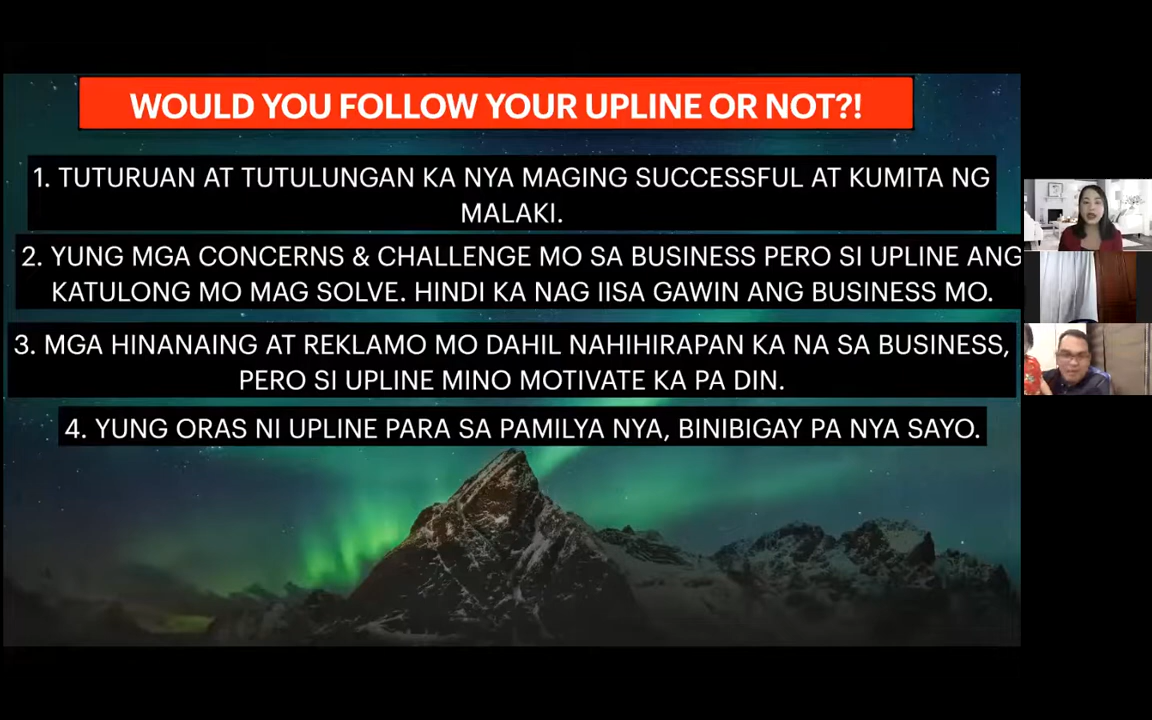 WOULD YOU FOLLOW YOUR UPLINE OR NOT?!
1. TUTURUAN AT TUTULUNGAN KA NYA MAGING SUCCESSFUL AT KUMITA NG
MALAKI.
2. YUNG MGA CONCERNS & CHALLENGE MO SA BUSINESS PERO SI UPLINE ANG
KATULONG MO MAG SOLVE. HINDI KA NAG IISA GAWIN ANG BUSINESS MO.
3. MGA HINANAING AT REKLAMO MO DAHIL NAHIHIRAPAN KA NA SA BUSINESS,
PERO SI UPLINE MINO MOTIVATE KA PA DIN.
4. YUNG ORAS NI UPLINE PARA SA PAMILYA NYA, BINIBIGAY PA NYA SAYO.